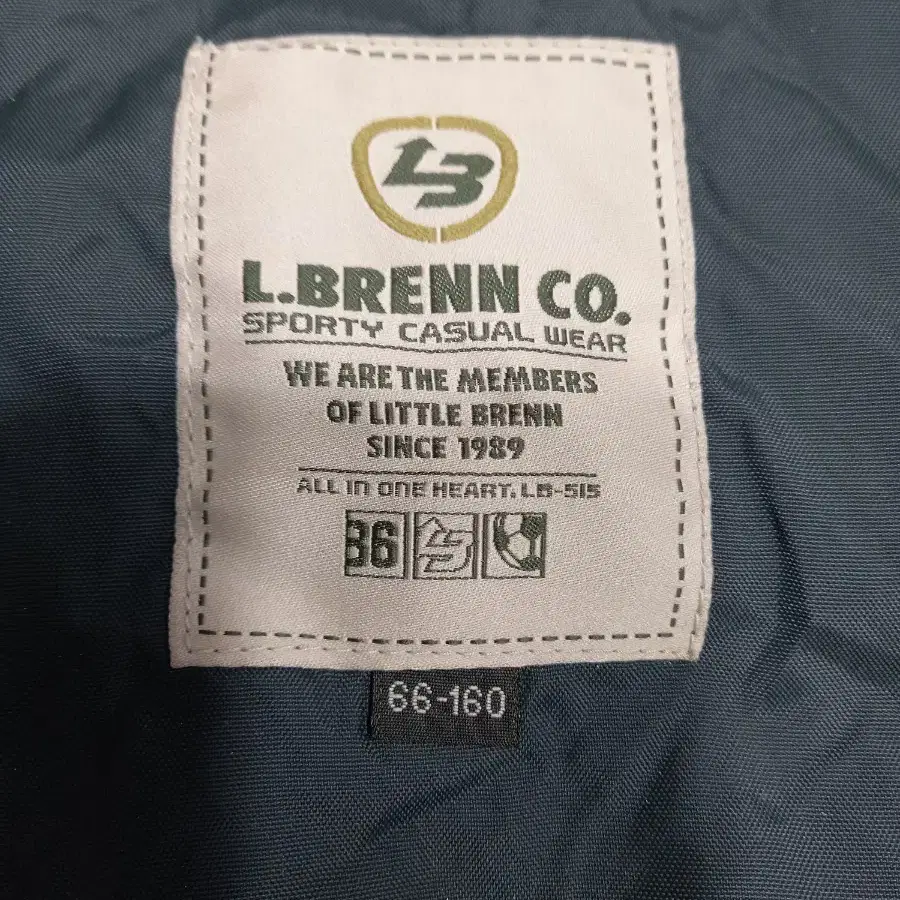 LB
L.BRENN CO.
SPORTY CASUAL WEAR
WE ARE THE MEMBERS
OF LITTLE BRENN
SINCE 1989
ALL IN ONE HEART. LB-515
86 LB
66-160